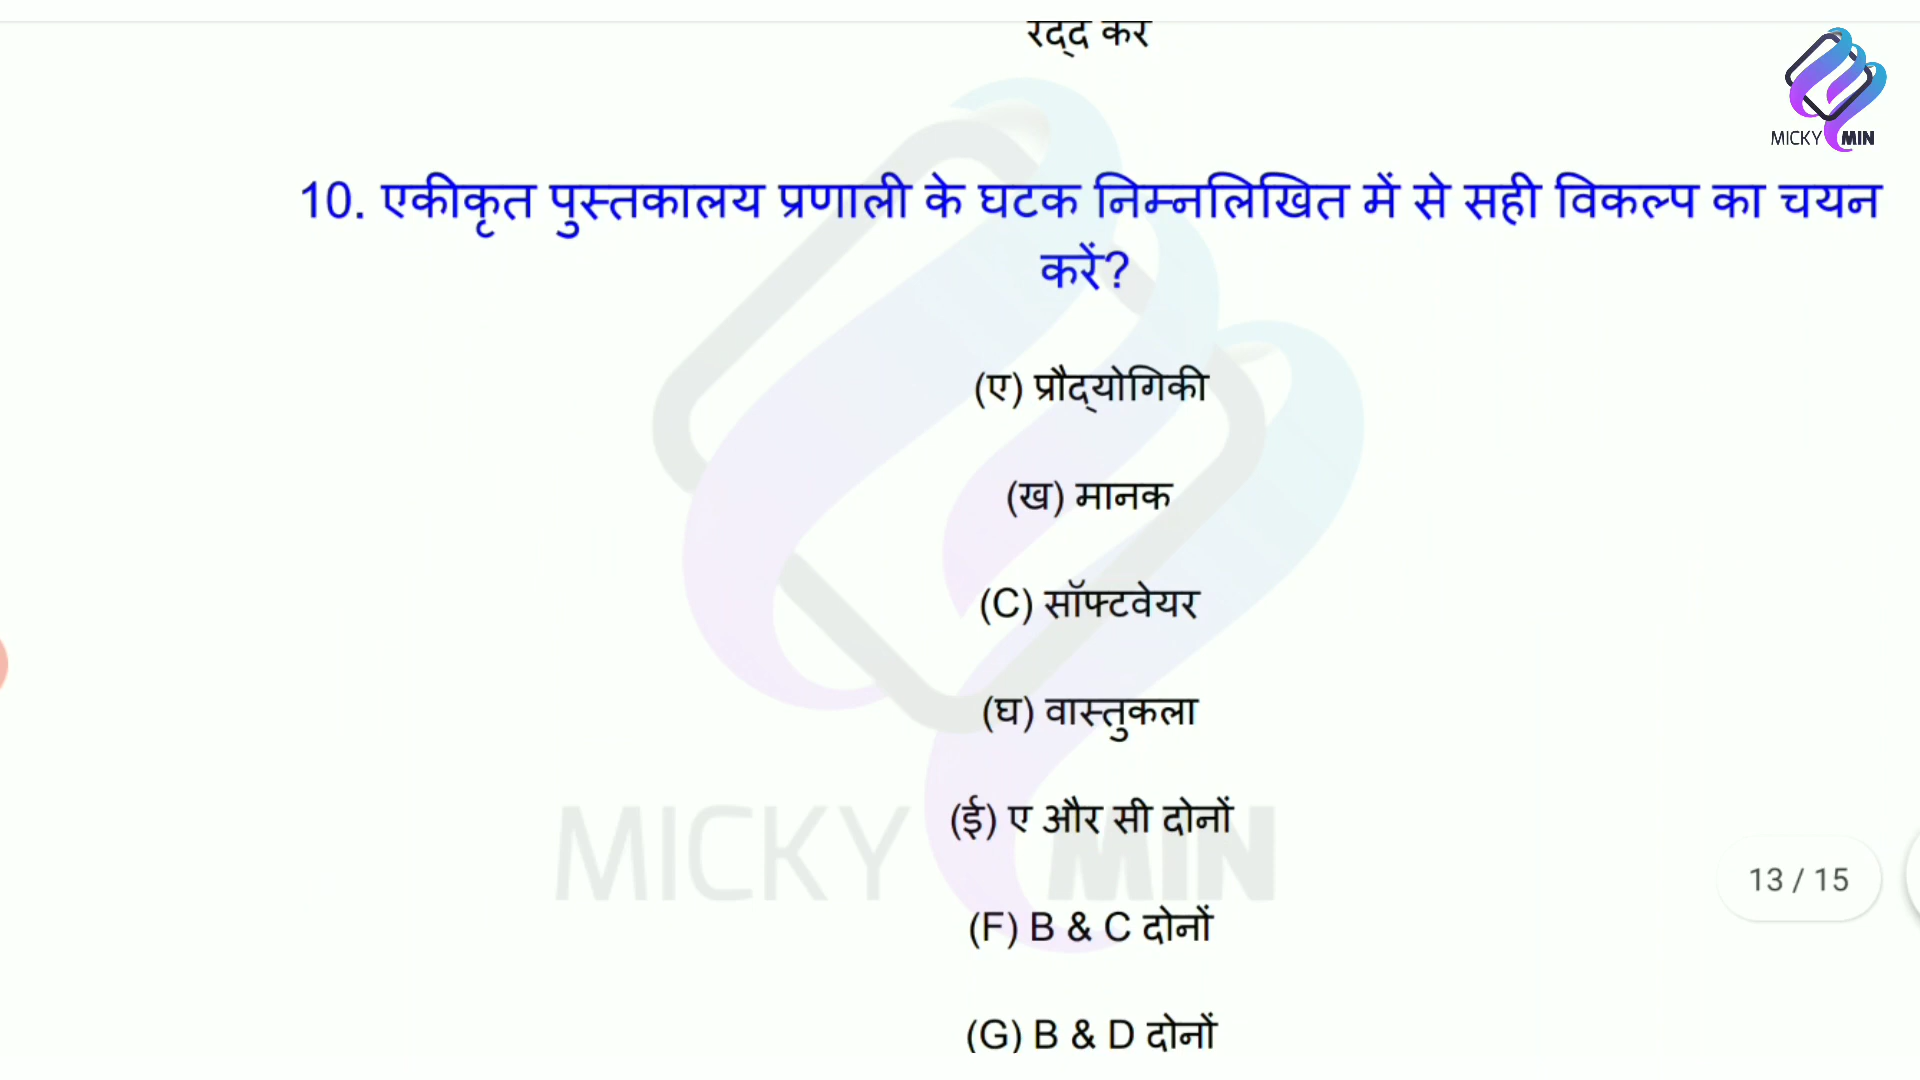 रद्द करे
MICKY MIN
10. एकीकृत पुस्तकालय प्रणाली के घटक निम्नलिखित में से सही विकल्प का चयन
करें?
(ए) प्रौद्योगिकी
(ख) मानक
(C) सॉफ्टवेयर
(घ) वास्तुकला
(ई) ए और सी दोनों
MICKY MIN
13 / 15
(F) B & C दोनों
(G) B & D दोनों